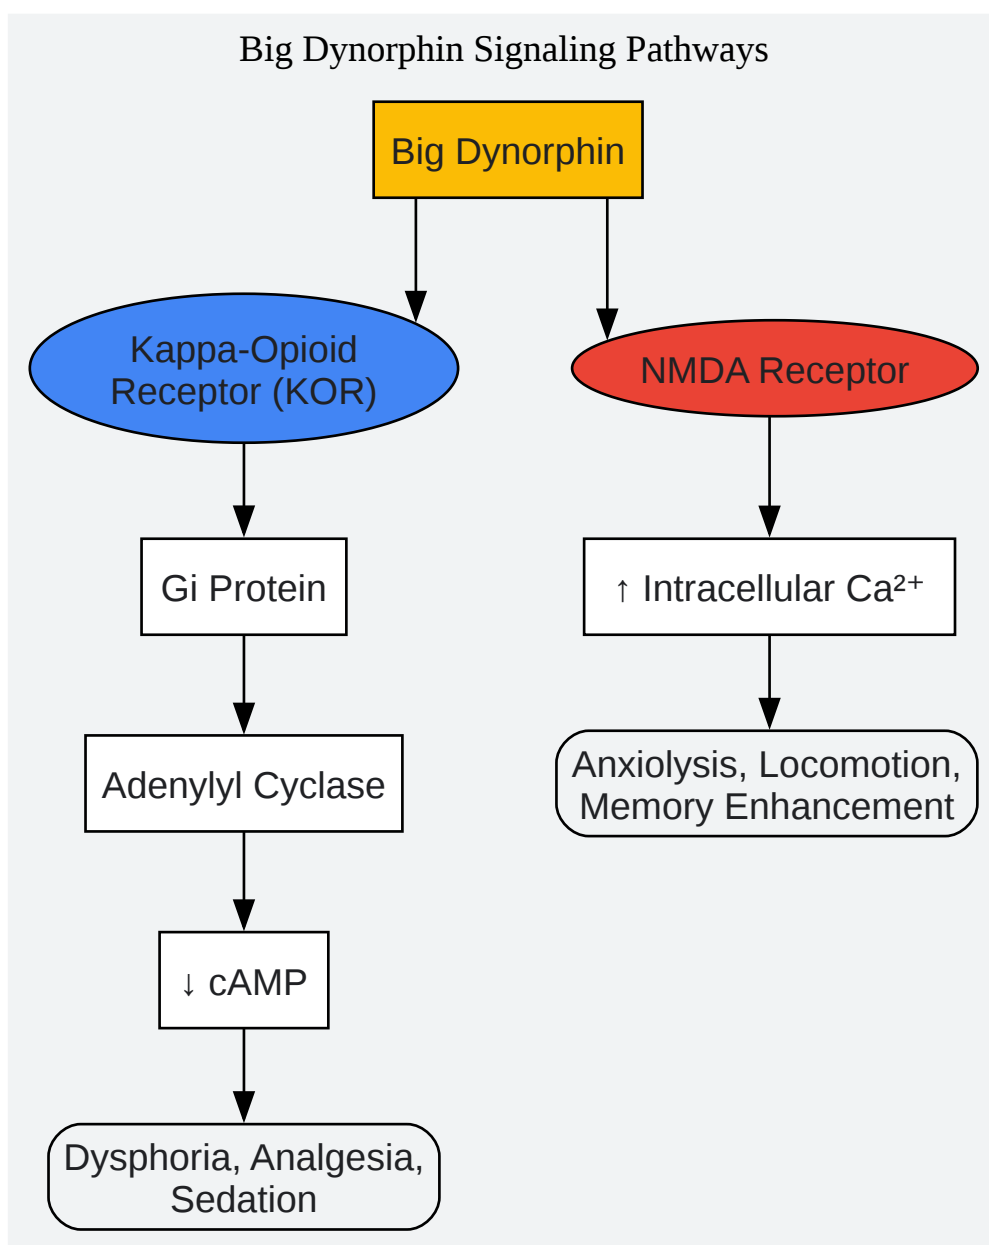 Big Dynorphin Signaling Pathways
Big Dynorphin
Kappa-Opioid
Receptor (KOR)
NMDA Receptor
Gi Protein
↑ Intracellular Ca²⁺
Adenylyl Cyclase
Anxiolysis, Locomotion,
Memory Enhancement
↓ cAMP
Dysphoria, Analgesia,
Sedation